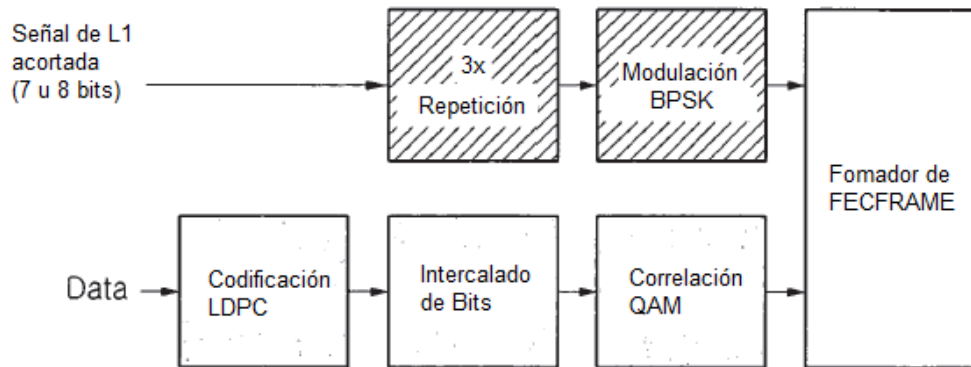 Señal de L1
acortada
(7 u 8 bits)
3x
Repetición
Modulación
BPSK
Fomador de
FECFRAME
Data
Codificación
LDPC
Intercalado
de Bits
Correlación
QAM